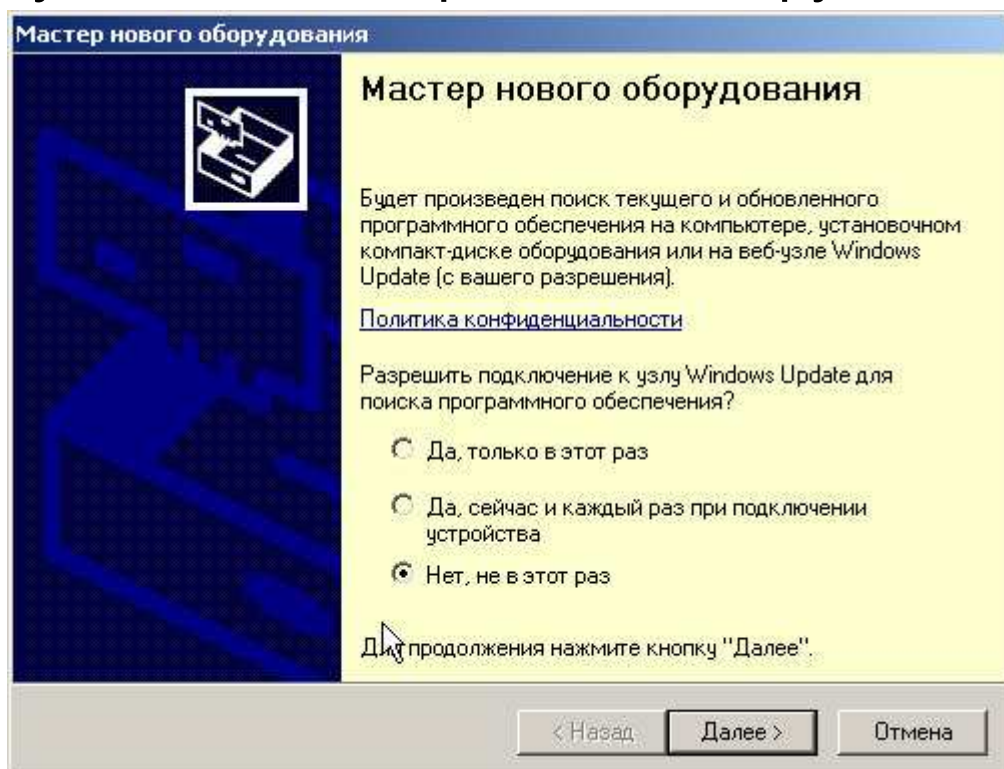 Мастер нового оборудования
Мастер нового оборудования
Будет произведен поиск текущего и обновленного
программного обеспечения на компьютере, установочном
компакт-диске оборудования или на веб-узле Windows
Update (с вашего разрешения).
Политика конфиденциальности
Разрешить подключение к узлу Windows Update для
поиска программного обеспечения?
Да, только в этот раз
Да, сейчас и каждый раз при подключении
устройства
Нет, не в этот раз
Для продолжения нажмите кнопку "Далее".
< Назад
Далее >
Отмена